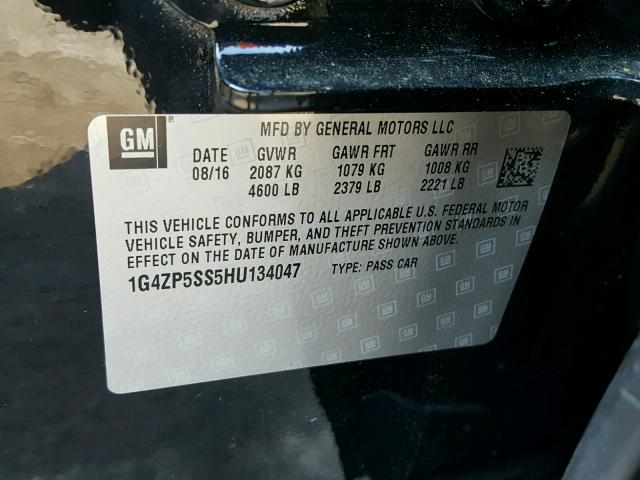 GM
MFD BY GENERAL MOTORS LLC
DATE GVWR GAWR FRT GAWR RR
08/16 2087 KG 1079 KG 1008 KG
4600 LB 2379 LB 2221 LB
THIS VEHICLE CONFORMS TO ALL APPLICABLE U.S. FEDERAL MOTOR
VEHICLE SAFETY, BUMPER, AND THEFT PREVENTION STANDARDS IN
EFFECT ON THE DATE OF MANUFACTURE SHOWN ABOVE.
1G4ZP5SS5HU134047 TYPE: PASS CAR